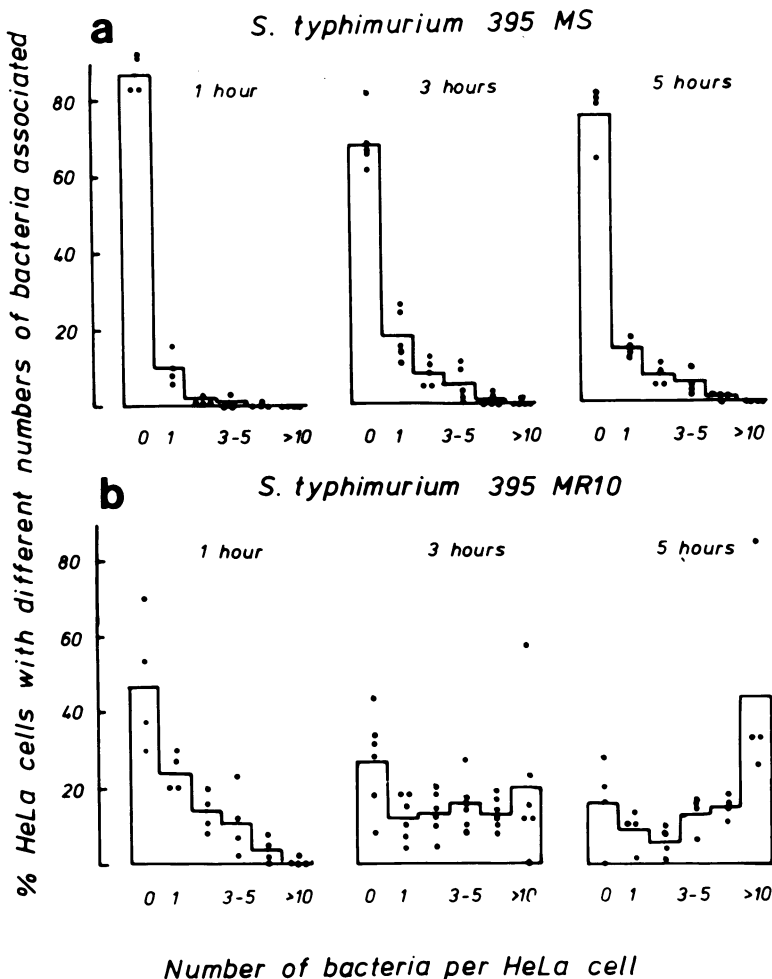 a
S. typhimurium 395 MS
1 hour
3 hours
5 hours
80
60
40
20
0 1 3-5 >10
0 1 3-5 >10
0 1 3-5 >10
b
S. typhimurium 395 MR10
1 hour
3 hours
5 hours
80
60
40
20
0 1 3-5 >10
0 1 3-5 >10
0 1 3-5 >10
% HeLa cells with different numbers of bacteria associated
Number of bacteria per HeLa cell